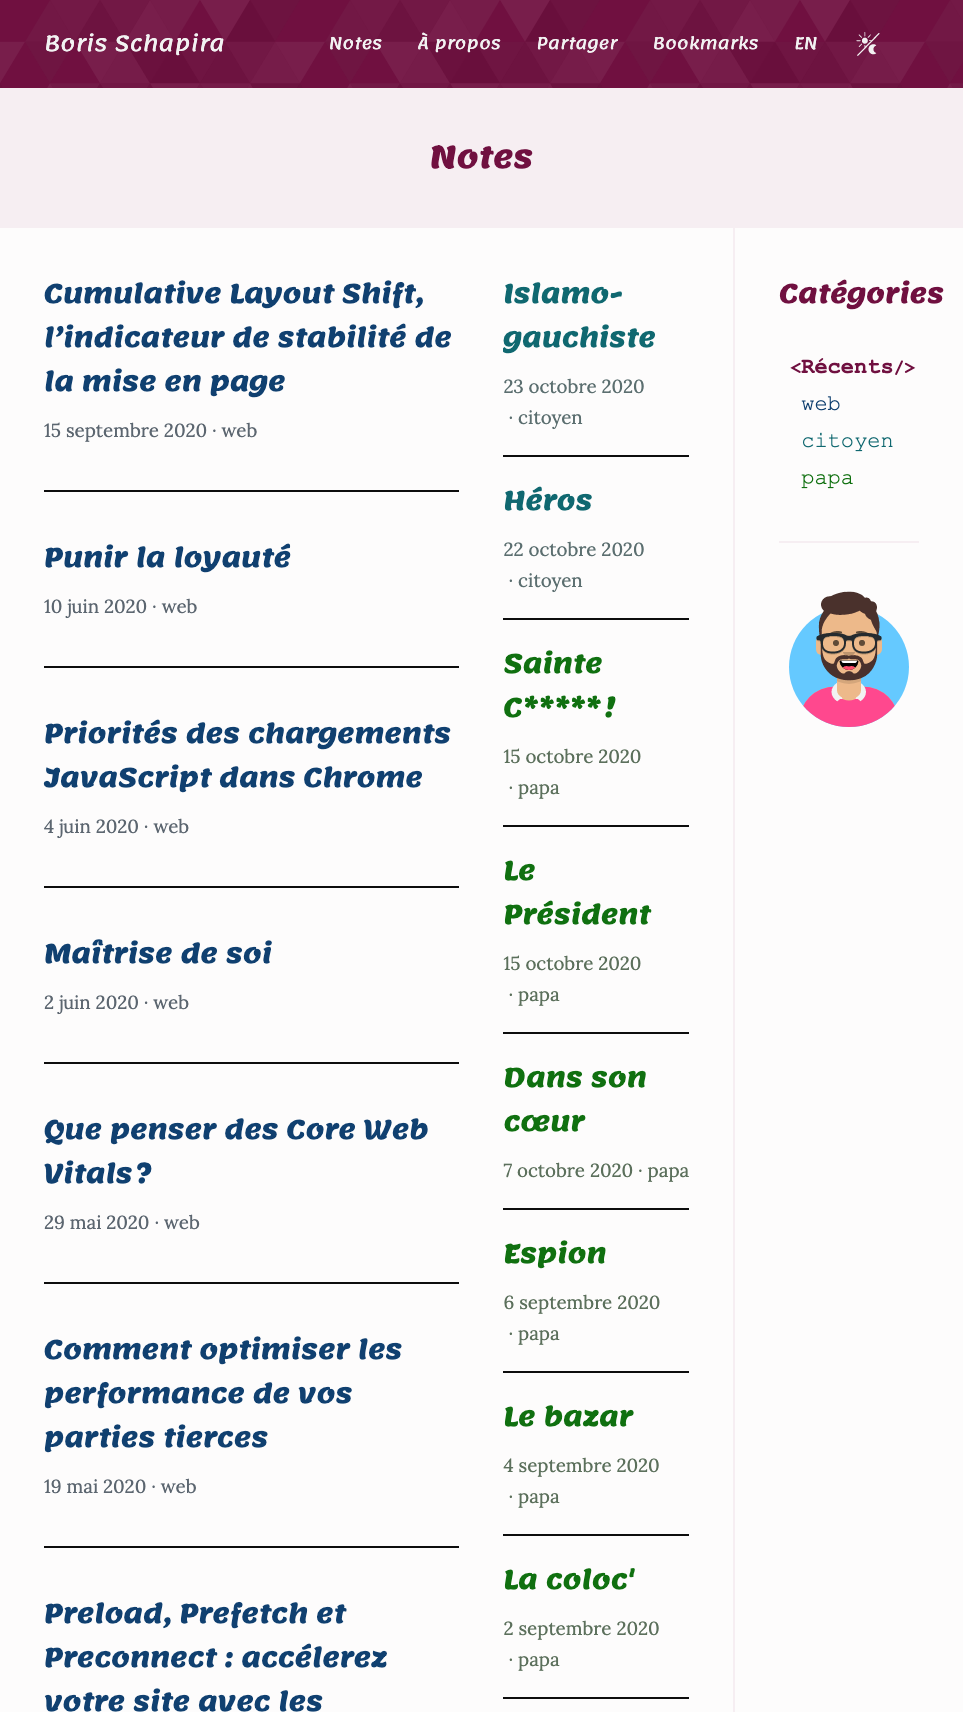 Boris Schapira
Notes
À propos
Partager
Bookmarks
EN
Notes
Cumulative Layout Shift,
l’indicateur de stabilité de
la mise en page
15 septembre 2020 · web
Punir la loyauté
10 juin 2020 · web
Priorités des chargements
JavaScript dans Chrome
4 juin 2020 · web
Maîtrise de soi
2 juin 2020 · web
Que penser des Core Web
Vitals ?
29 mai 2020 · web
Comment optimiser les
performance de vos
parties tierces
19 mai 2020 · web
Preload, Prefetch et
Preconnect : accélerez
votre site avec les
Islamo-
gauchiste
23 octobre 2020
· citoyen
Héros
22 octobre 2020
· citoyen
Sainte
C***** !
15 octobre 2020
· papa
Le
Président
15 octobre 2020
· papa
Dans son
cœur
7 octobre 2020 · papa
Espion
6 septembre 2020
· papa
Le bazar
4 septembre 2020
· papa
La coloc'
2 septembre 2020
· papa
Catégories
<Récents/>
web
citoyen
papa